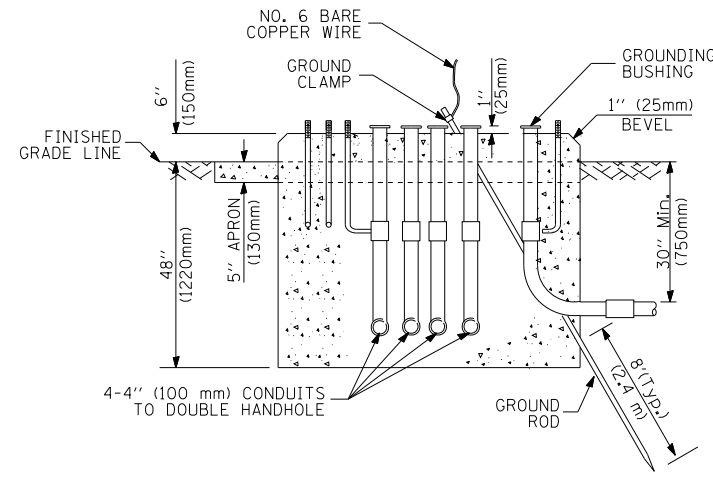 NO. 6 BARE
COPPER WIRE
GROUND
CLAMP
1'' (25mm)
GROUNDING
BUSHING
1'' (25mm)
BEVEL
6'' (150mm)
FINISHED
GRADE LINE
48'' (1220mm)
5'' APRON (130mm)
30'' Min. (750mm)
4-4'' (100 mm) CONDUITS
TO DOUBLE HANDHOLE
GROUND
ROD
8'(Typ.)
(2.4 m)